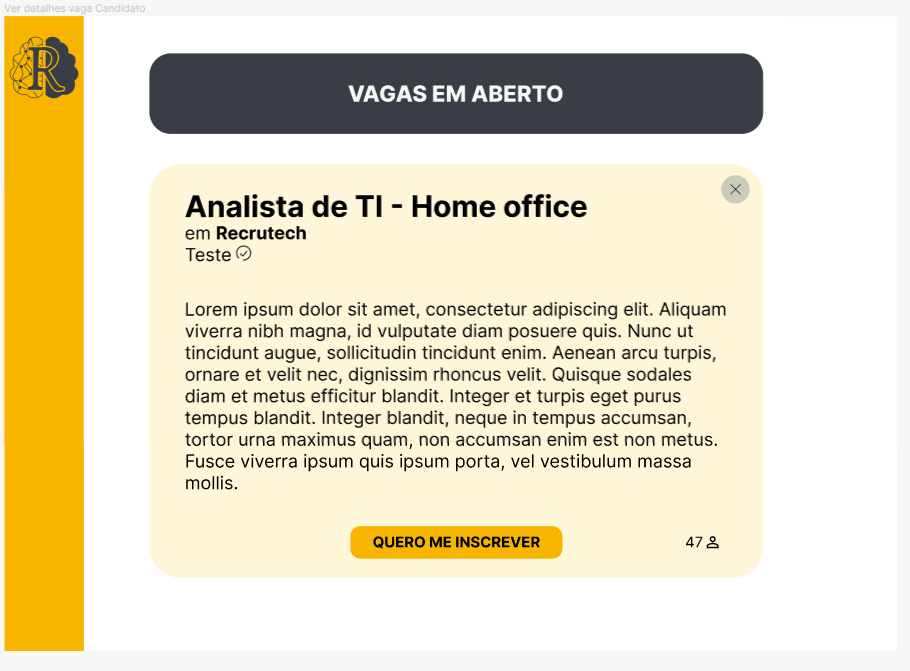 Ver detalhes vaga Candidato
R
VAGAS EM ABERTO
Analista de TI - Home office
em Recrutech
Teste
Lorem ipsum dolor sit amet, consectetur adipiscing elit. Aliquam
viverra nibh magna, id vulputate diam posuere quis. Nunc ut
tincidunt augue, sollicitudin tincidunt enim. Aenean arcu turpis,
ornare et velit nec, dignissim rhoncus velit. Quisque sodales
diam et metus efficitur blandit. Integer et turpis eget purus
tempus blandit. Integer blandit, neque in tempus accumsan,
tortor urna maximus quam, non accumsan enim est non metus.
Fusce viverra ipsum quis ipsum porta, vel vestibulum massa
mollis.
QUERO ME INSCREVER
47